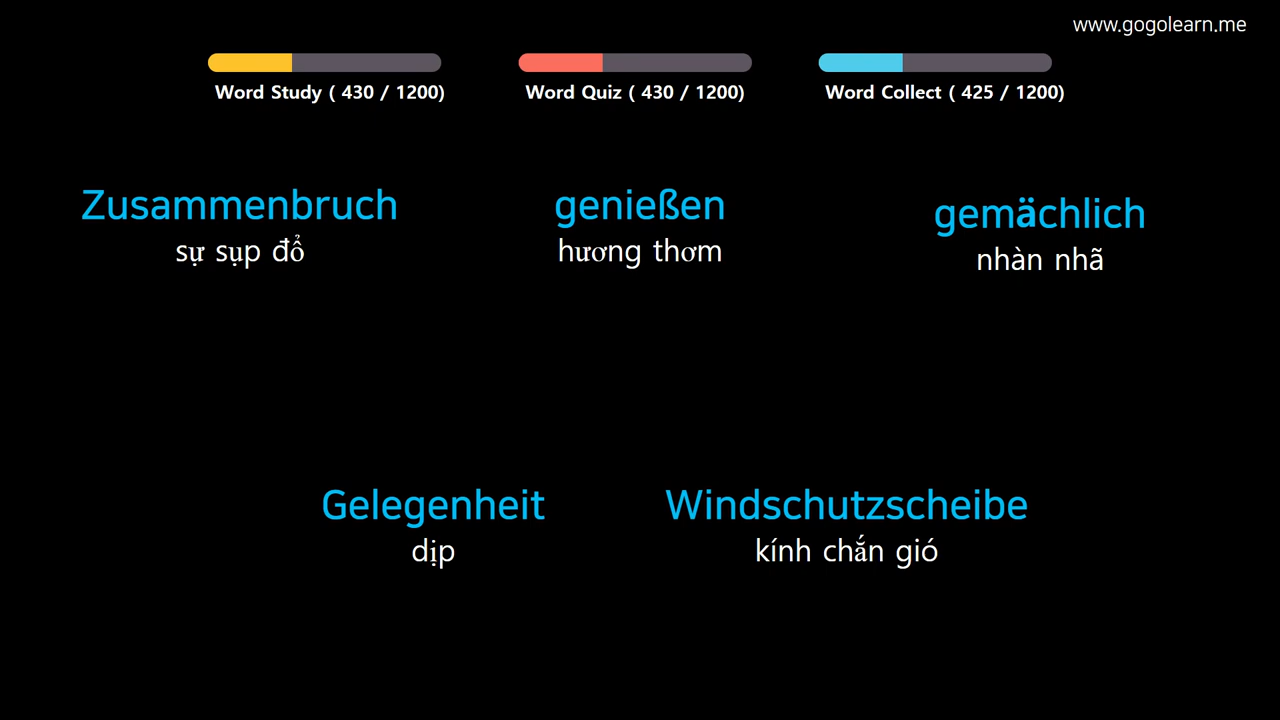 www.gogolearn.me
Word Study ( 430 / 1200)
Word Quiz ( 430 / 1200)
Word Collect ( 425 / 1200)
Zusammenbruch
sự sụp đổ
genießen
hương thơm
gemächlich
nhàn nhã
Gelegenheit
dịp
Windschutzscheibe
kính chắn gió